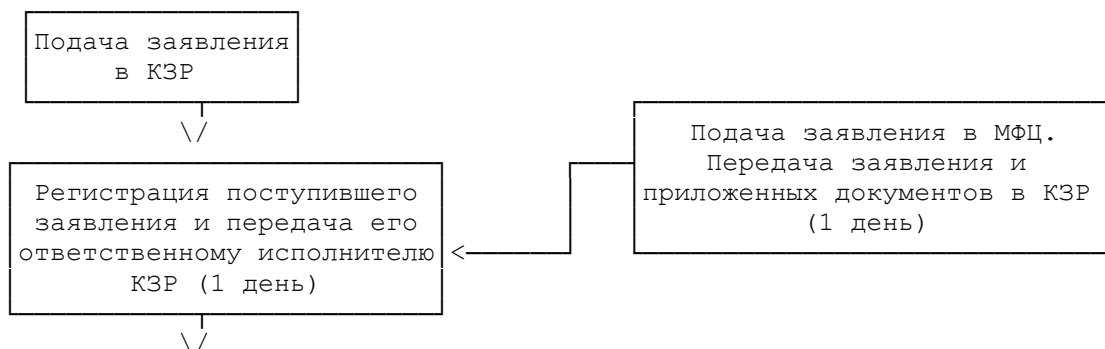 Подача заявления
в КЗР
Подача заявления в МФЦ.
Передача заявления и
приложенных документов в КЗР
(1 день)
Регистрация поступившего
заявления и передача его
ответственному исполнителю
КЗР (1 день)